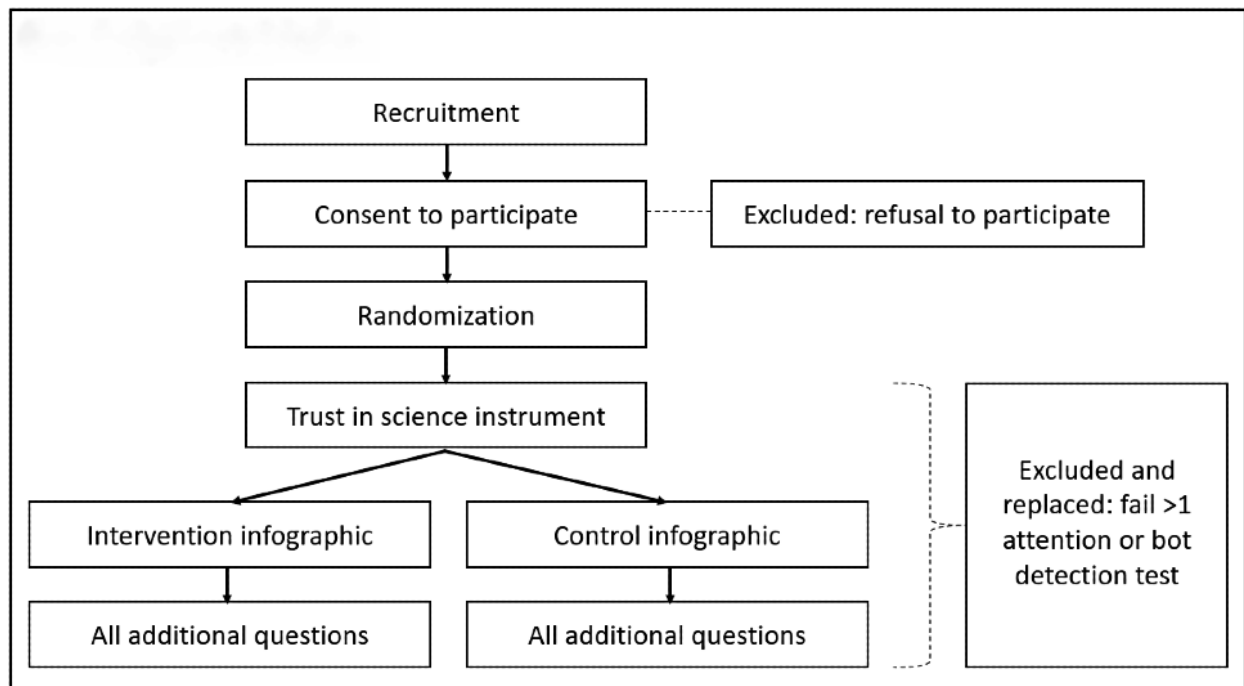 Recruitment
Consent to participate
Excluded: refusal to participate
Randomization
Trust in science instrument
Intervention infographic
Control infographic
All additional questions
All additional questions
Excluded and
replaced: fail >1
attention or bot
detection test